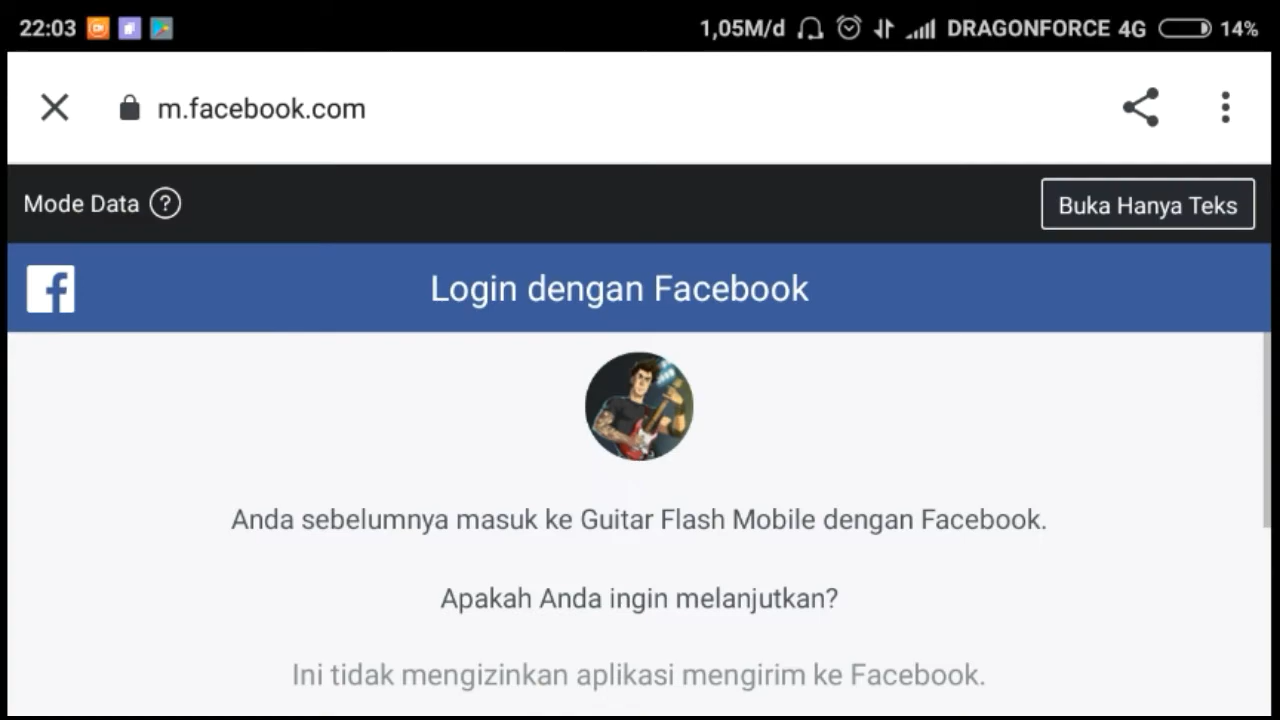 22:03 1,05M/d DRAGONFORCE 4G 14%
m.facebook.com
Mode Data ? Buka Hanya Teks
f Login dengan Facebook
Anda sebelumnya masuk ke Guitar Flash Mobile dengan Facebook.
Apakah Anda ingin melanjutkan?
Ini tidak mengizinkan aplikasi mengirim ke Facebook.